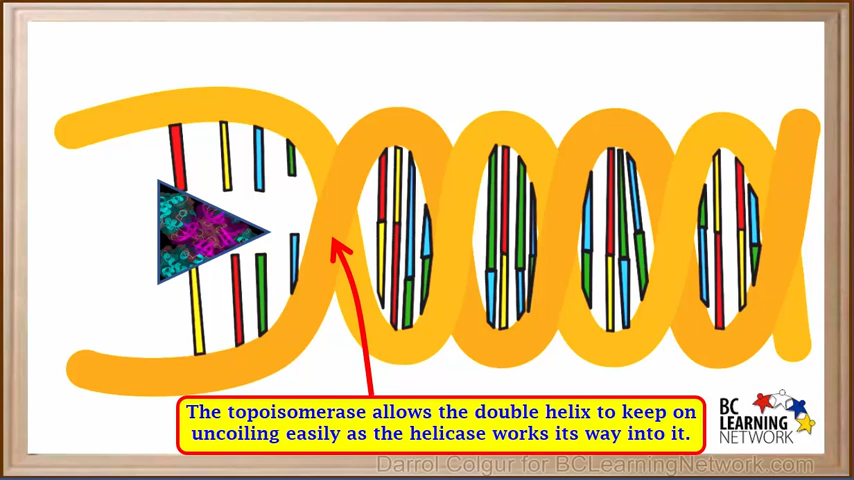 The topoisomerase allows the double helix to keep on
uncoiling easily as the helicase works its way into it.
BC
LEARNING
NETWORK
Darrol Colgur for BCLearningNetwork.com